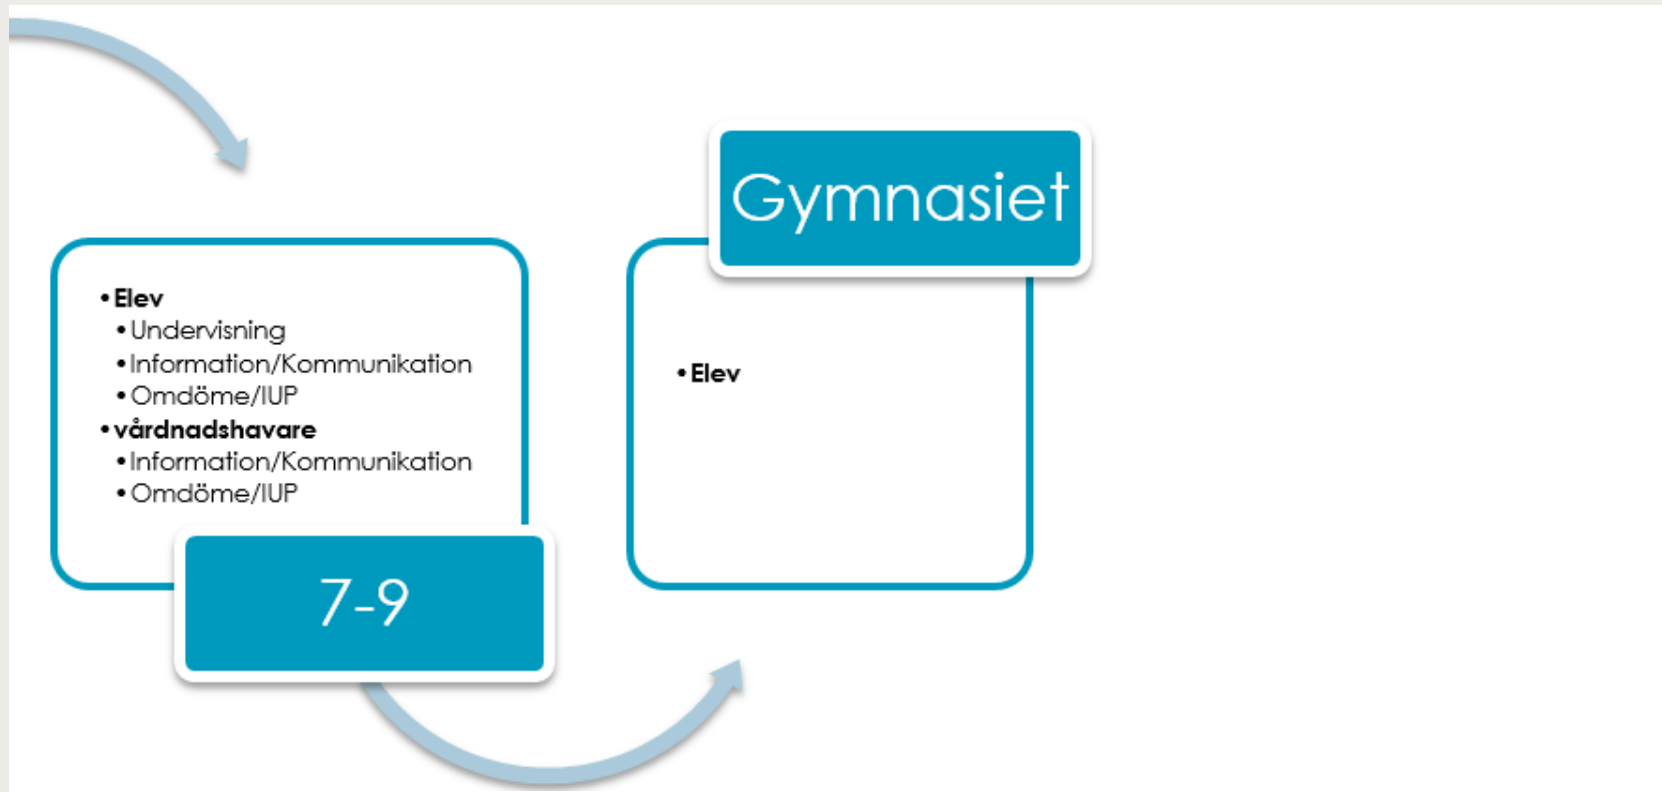 • Elev
• Undervisning
• Information/Kommunikation
• Omdöme/IUP
• vårdnadshavare
• Information/Kommunikation
• Omdöme/IUP
7-9
Gymnasiet
• Elev